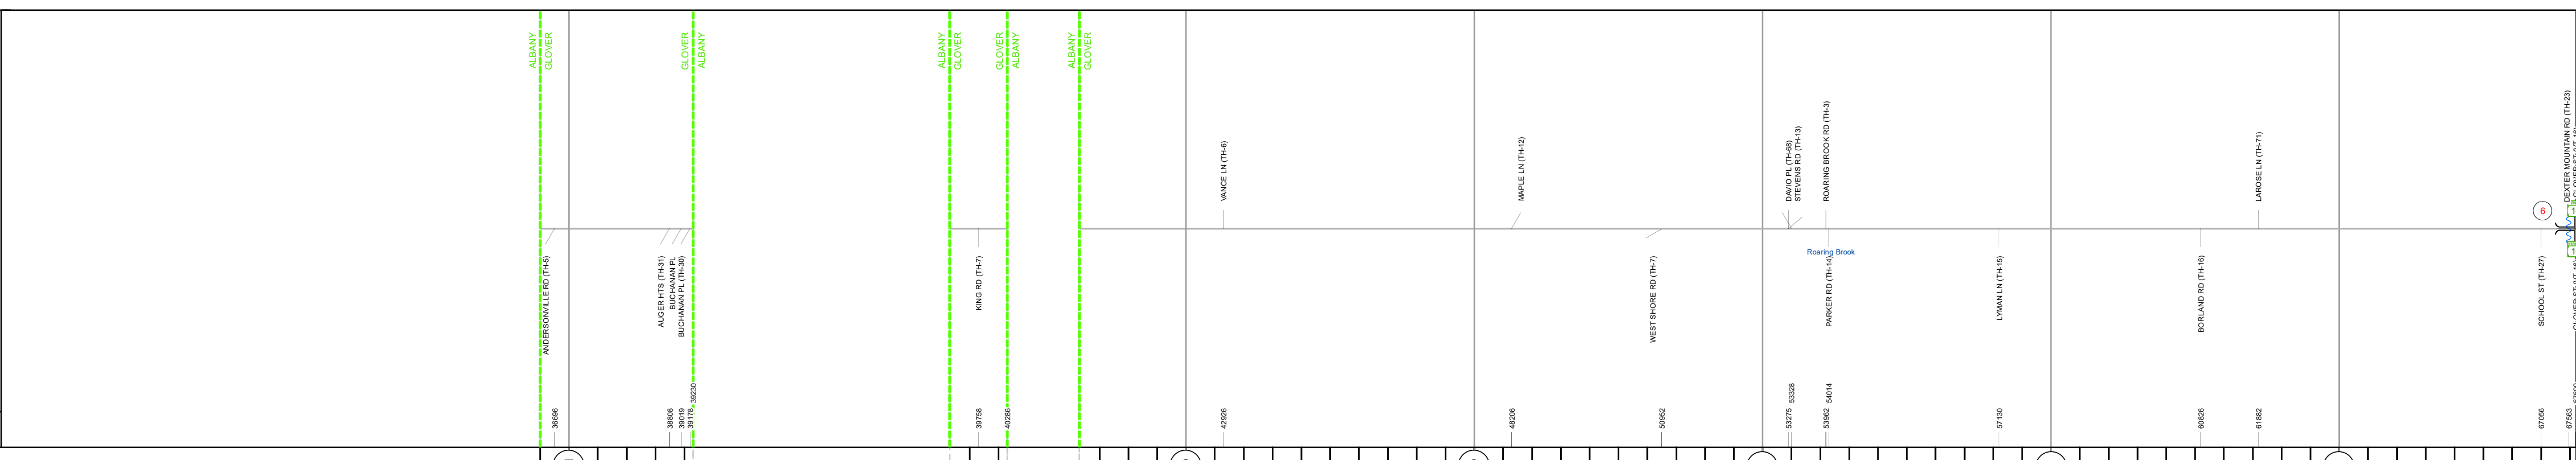 ALBANY
GLOVER
GLOVER
ALBANY
ALBANY
GLOVER
GLOVER
ALBANY
ALBANY
GLOVER
VANCE LN (TH-6)
MAPLE LN (TH-12)
DAVIO PL (TH-68)
STEVENS RD (TH-13)
ROARING BROOK RD (TH-3)
LAROSE LN (TH-71)
DEXTER MOUNTAIN RD (TH-23)
6
1
Roaring Brook
1
ANDERSONVILLE RD (TH-5)
AUGER HTS (TH-31)
BUCHANAN PL
BUCHANAN PL (TH-30)
KING RD (TH-7)
WEST SHORE RD (TH-7)
PARKER RD (TH-14)
LYMAN LN (TH-15)
BORLAND RD (TH-16)
SCHOOL ST (TH-27)
36696
38808
39019
39178
39230
39758
40286
42926
48206
50952
53275
53328
53962
54014
57130
60826
61882
67056
67563